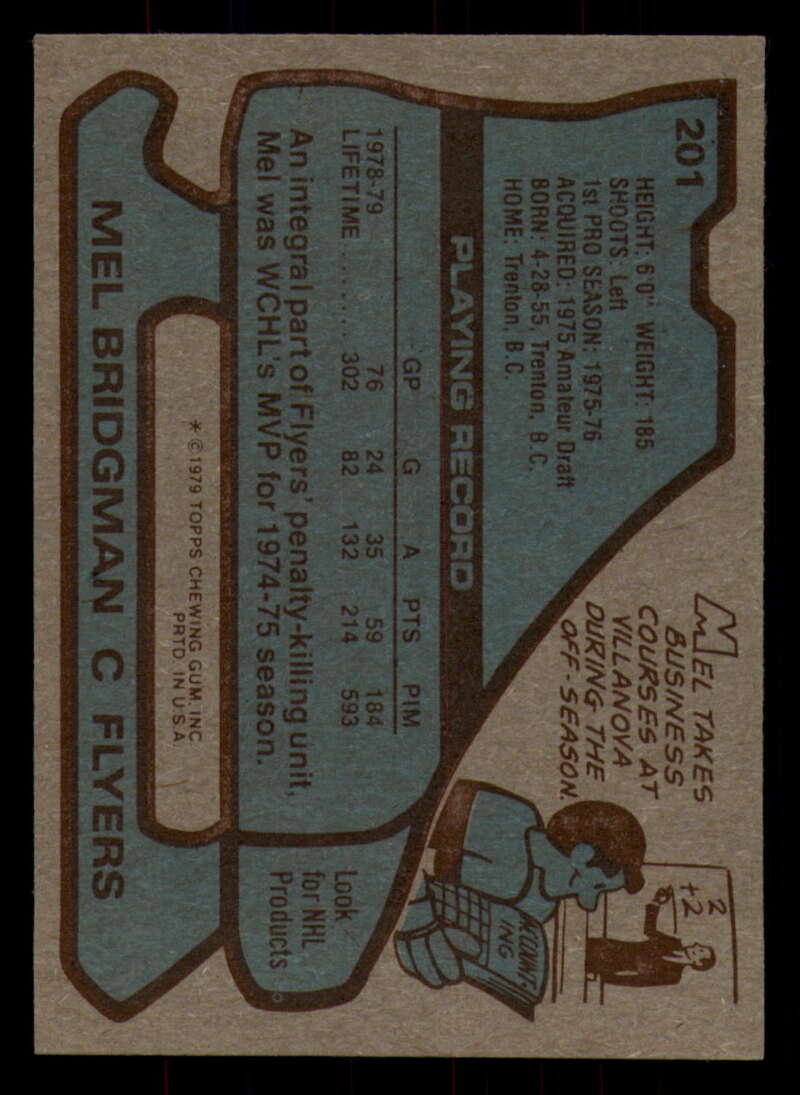 201
HEIGHT: 6'0" WEIGHT: 185
SHOOTS: Left
1st PRO SEASON: 1975-76
ACQUIRED: 1975 Amateur Draft
BORN: 4-28-55, Trenton, B.C.
HOME: Trenton, B.C.
MEL TAKES
BUSINESS
COURSES AT
VILLANOVA
DURING THE
OFF-SEASON.
2
+2
ACCOUNT-
ING
PLAYING RECORD
GP G A PTS PIM
1978-79 76 24 35 59 184
LIFETIME ........ 302 82 132 214 593
An integral part of Flyers' penalty-killing unit,
Mel was WCHL's MVP for 1974-75 season.
Look
for NHL
Products
* © 1979 TOPPS CHEWING GUM, INC.
PRTD. IN U.S.A.
MEL BRIDGMAN C FLYERS